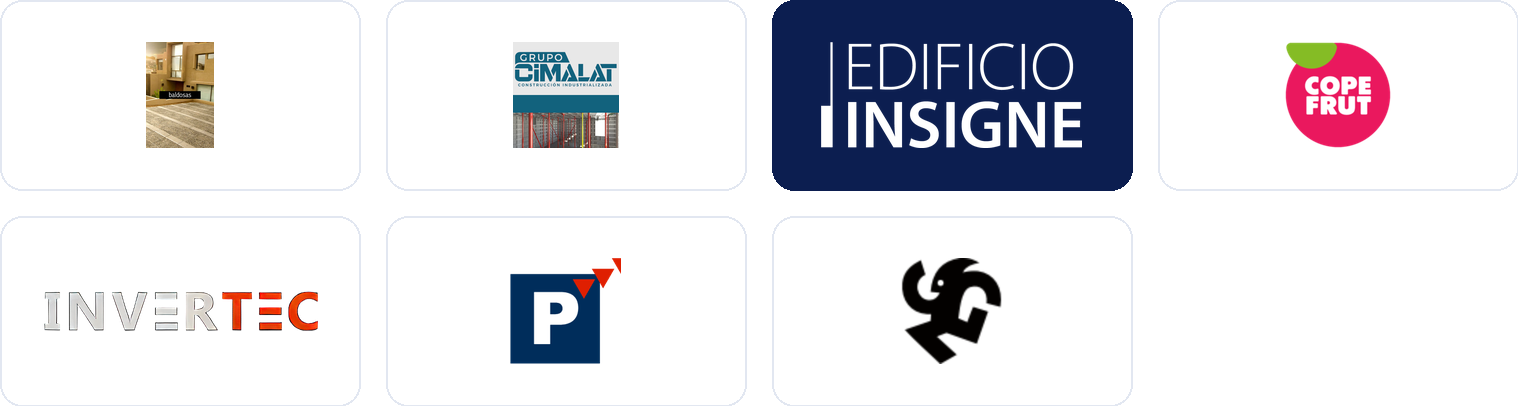 baldosas
GRUPO
CIMALAT
CONSTRUCCIÓN INDUSTRIALIZADA
EDIFICIO
INSIGNE
COPE
FRUT
INVERTEC
P